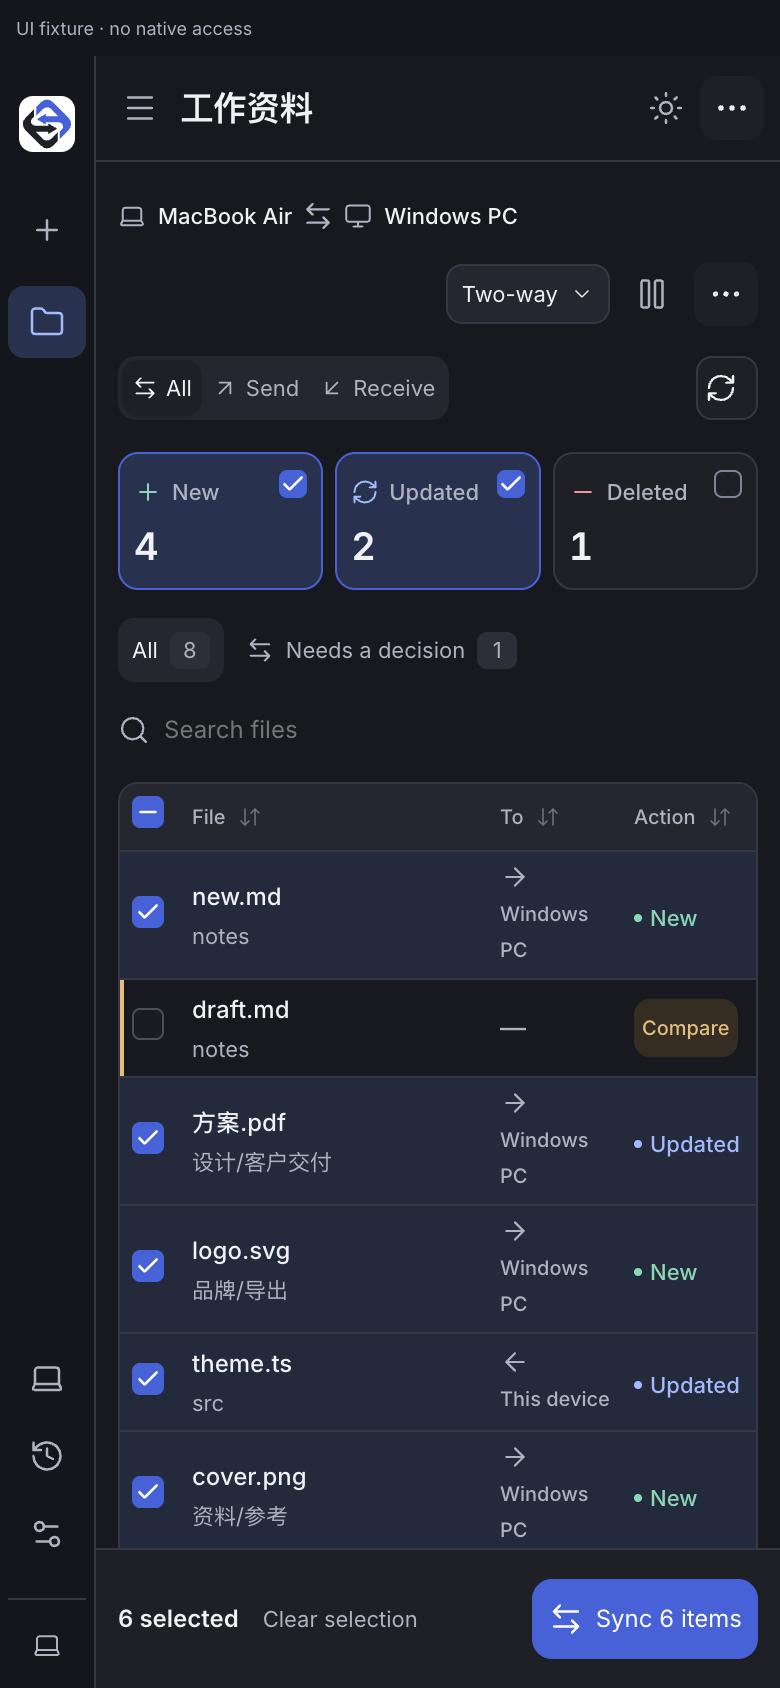 UI fixture · no native access
工作资料
MacBook Air Windows PC
Two-way
All Send Receive
New Updated Deleted
4 2 1
All 8 Needs a decision 1
Search files
File To Action
new.md
notes
Windows
PC
New
draft.md
notes
—
Compare
方案.pdf
设计/客户交付
Windows
PC
Updated
logo.svg
品牌/导出
Windows
PC
New
theme.ts
src
This device
Updated
cover.png
资料/参考
Windows
PC
New
6 selected Clear selection Sync 6 items